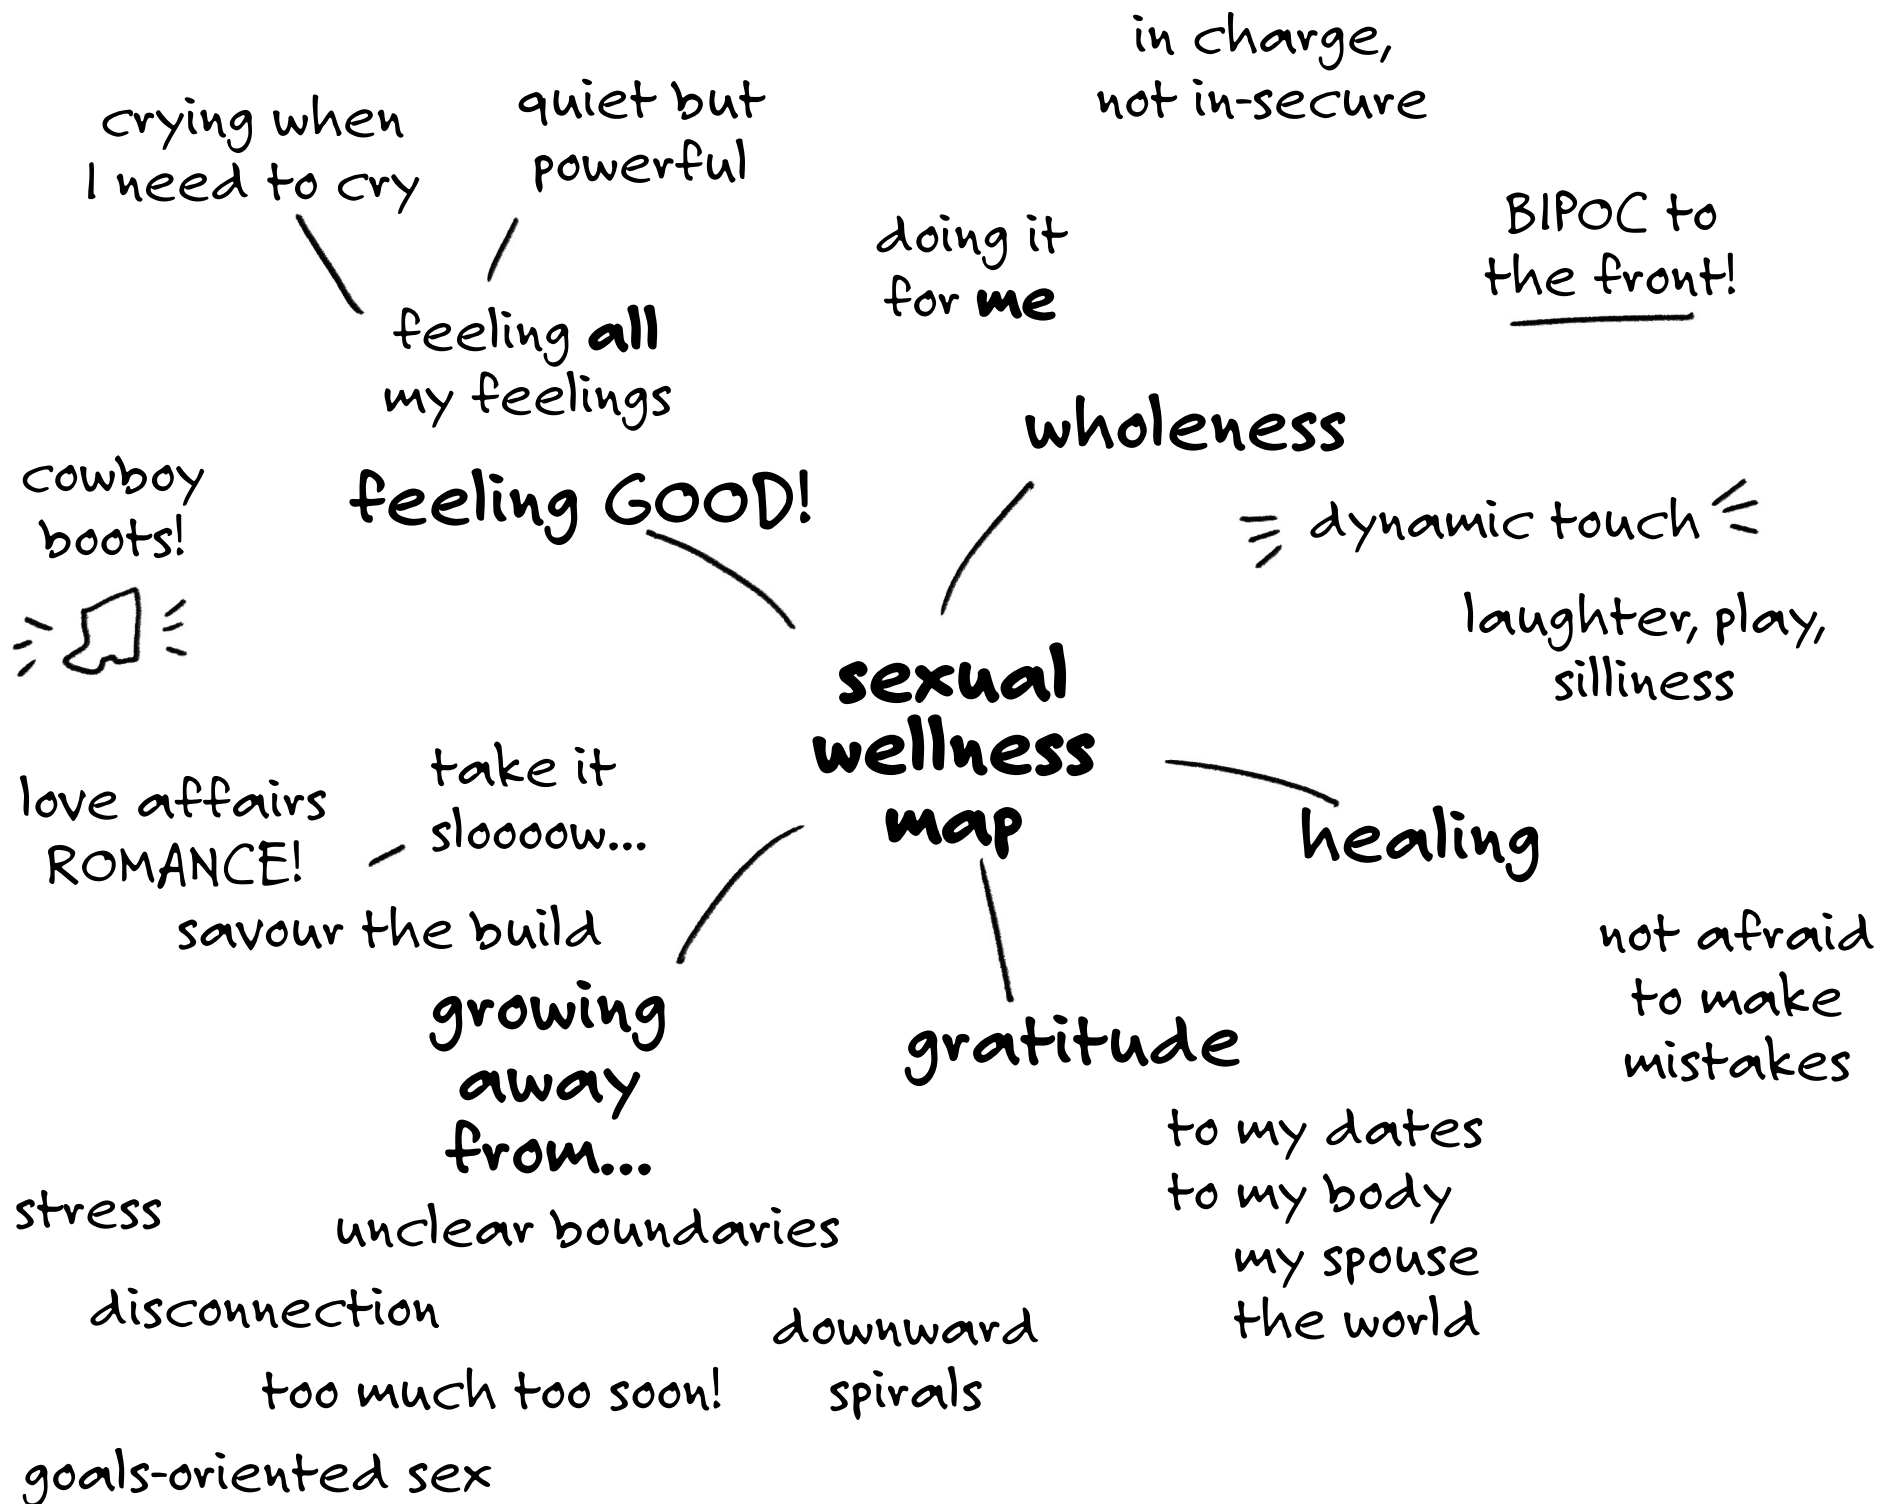 in charge,
not in-secure
crying when
I need to cry
quiet but
powerful
doing it
for me
BIPOC to
the front!
feeling all
my feelings
wholeness
cowboy
boots!
feeling GOOD!
dynamic touch
laughter, play,
silliness
sexual
wellness
map
love affairs
ROMANCE!
take it
sloooow...
savour the build
healing
not afraid
to make
mistakes
growing
away
from...
gratitude
to my dates
to my body
my spouse
the world
stress
unclear boundaries
disconnection
downward
spirals
too much too soon!
goals-oriented sex